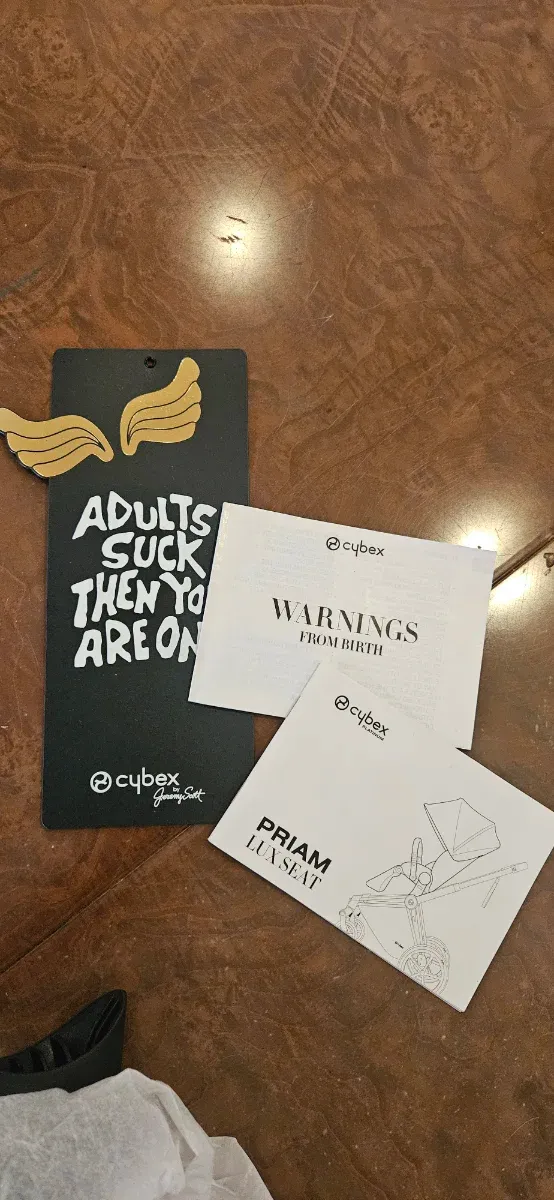 ADULTS
SUCK
THEN YO
ARE ON
cybex
by
Jeremy Scott
cybex
WARNINGS
FROM BIRTH
cybex
PLATINUM
PRIAM
LUX SEAT